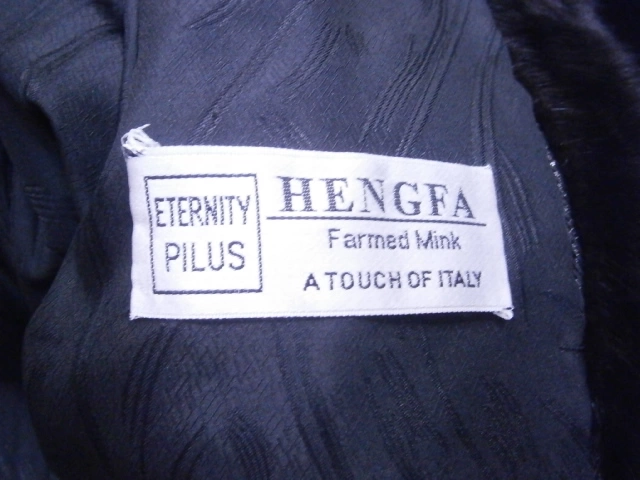 ETERNITY
PILUS
HENGFA
Farmed Mink
A TOUCH OF ITALY